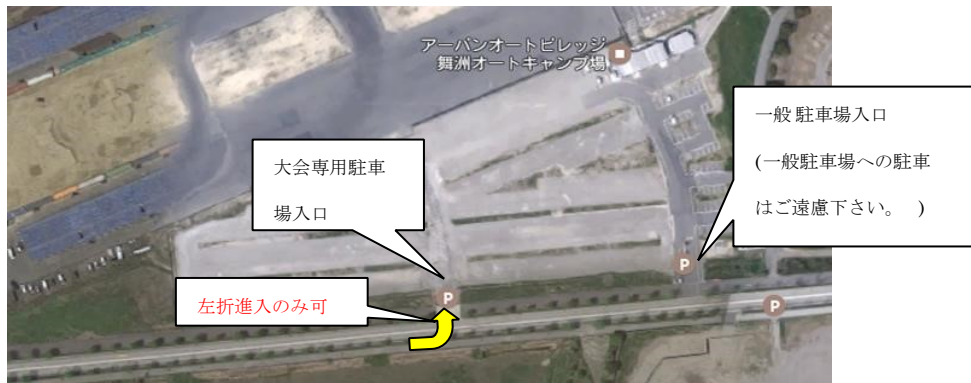 アーバンオートビレッジ
舞洲オートキャンプ場
一般 駐車場入口
(一般駐車場への駐車
はご遠慮下さい。 )
大会専用駐車
場入口
左折進入のみ可
P
P
P